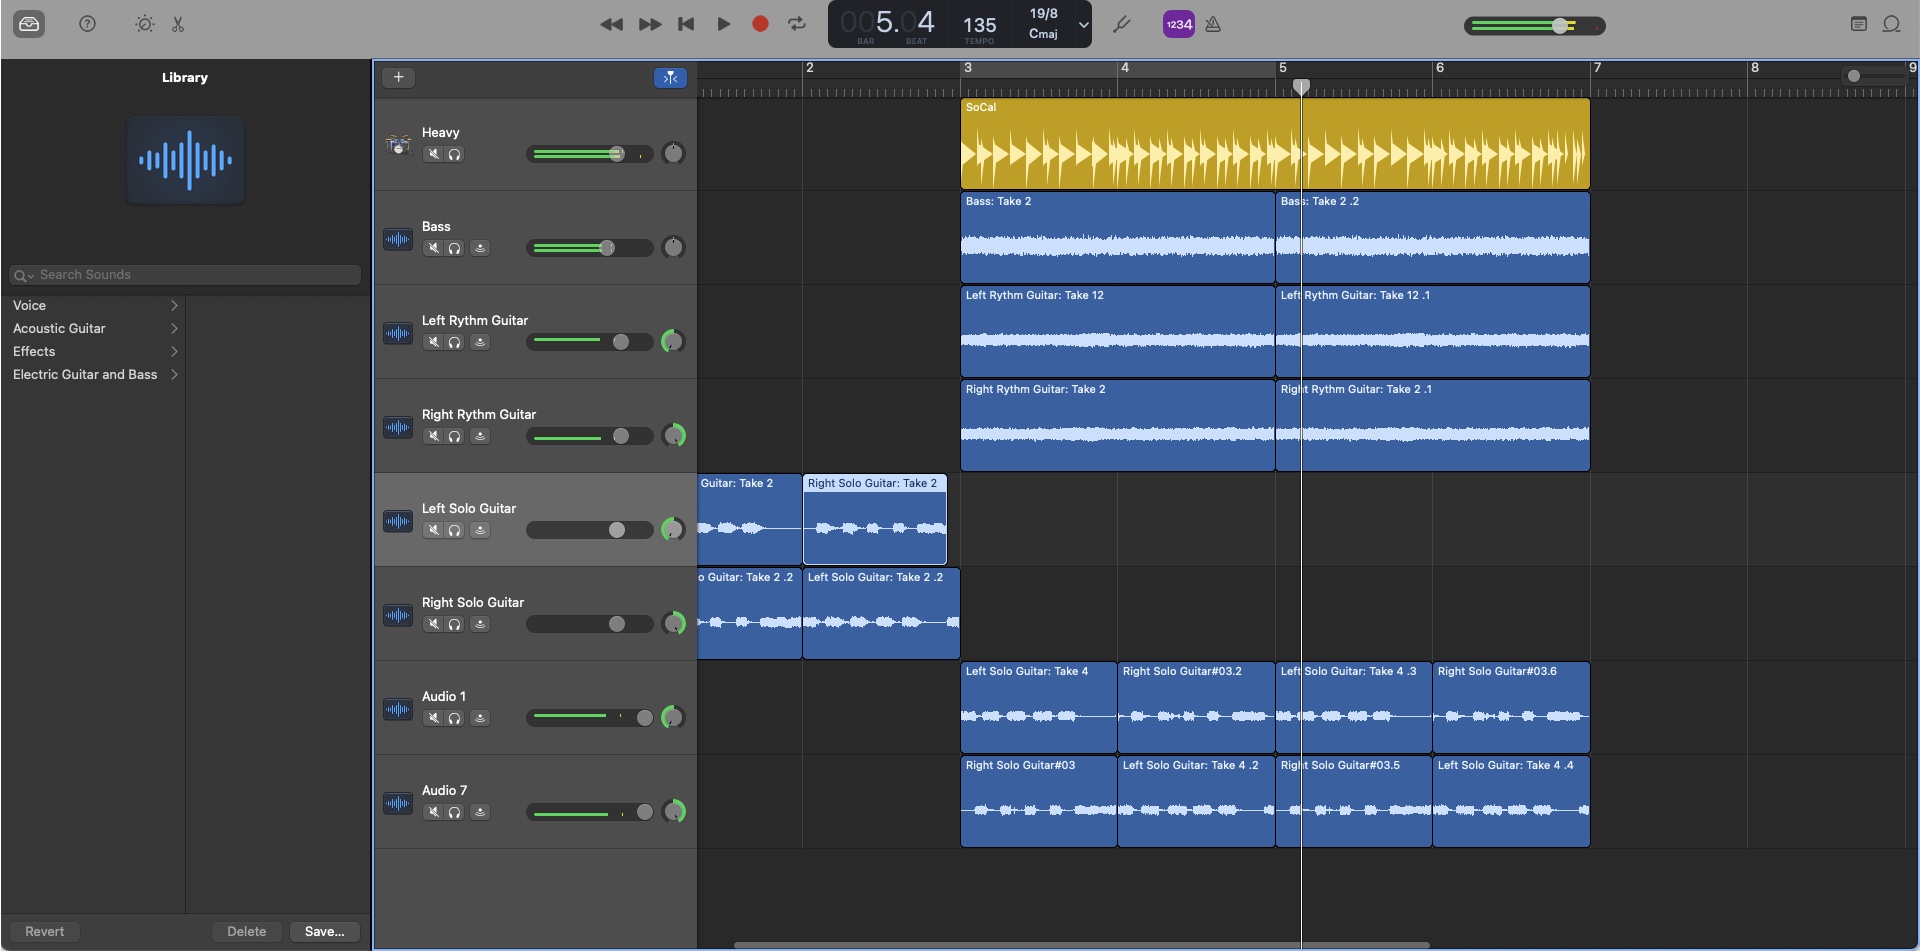 005.04
BAR
BEAT
135
TEMPO
19/8
Cmaj
1234
Library
Search Sounds
Voice
Acoustic Guitar
Effects
Electric Guitar and Bass
Revert
Delete
Save...
+
2
3
4
5
6
7
8
9
Heavy
SoCal
Bass
Bass: Take 2
Bass: Take 2 .2
Left Rythm Guitar
Left Rythm Guitar: Take 12
Left Rythm Guitar: Take 12 .1
Right Rythm Guitar
Right Rythm Guitar: Take 2
Right Rythm Guitar: Take 2 .1
Left Solo Guitar
Guitar: Take 2
Right Solo Guitar: Take 2
Right Solo Guitar
o Guitar: Take 2 .2
Left Solo Guitar: Take 2 .2
Audio 1
Left Solo Guitar: Take 4
Right Solo Guitar#03.2
Left Solo Guitar: Take 4 .3
Right Solo Guitar#03.6
Audio 7
Right Solo Guitar#03
Left Solo Guitar: Take 4 .2
Right Solo Guitar#03.5
Left Solo Guitar: Take 4 .4